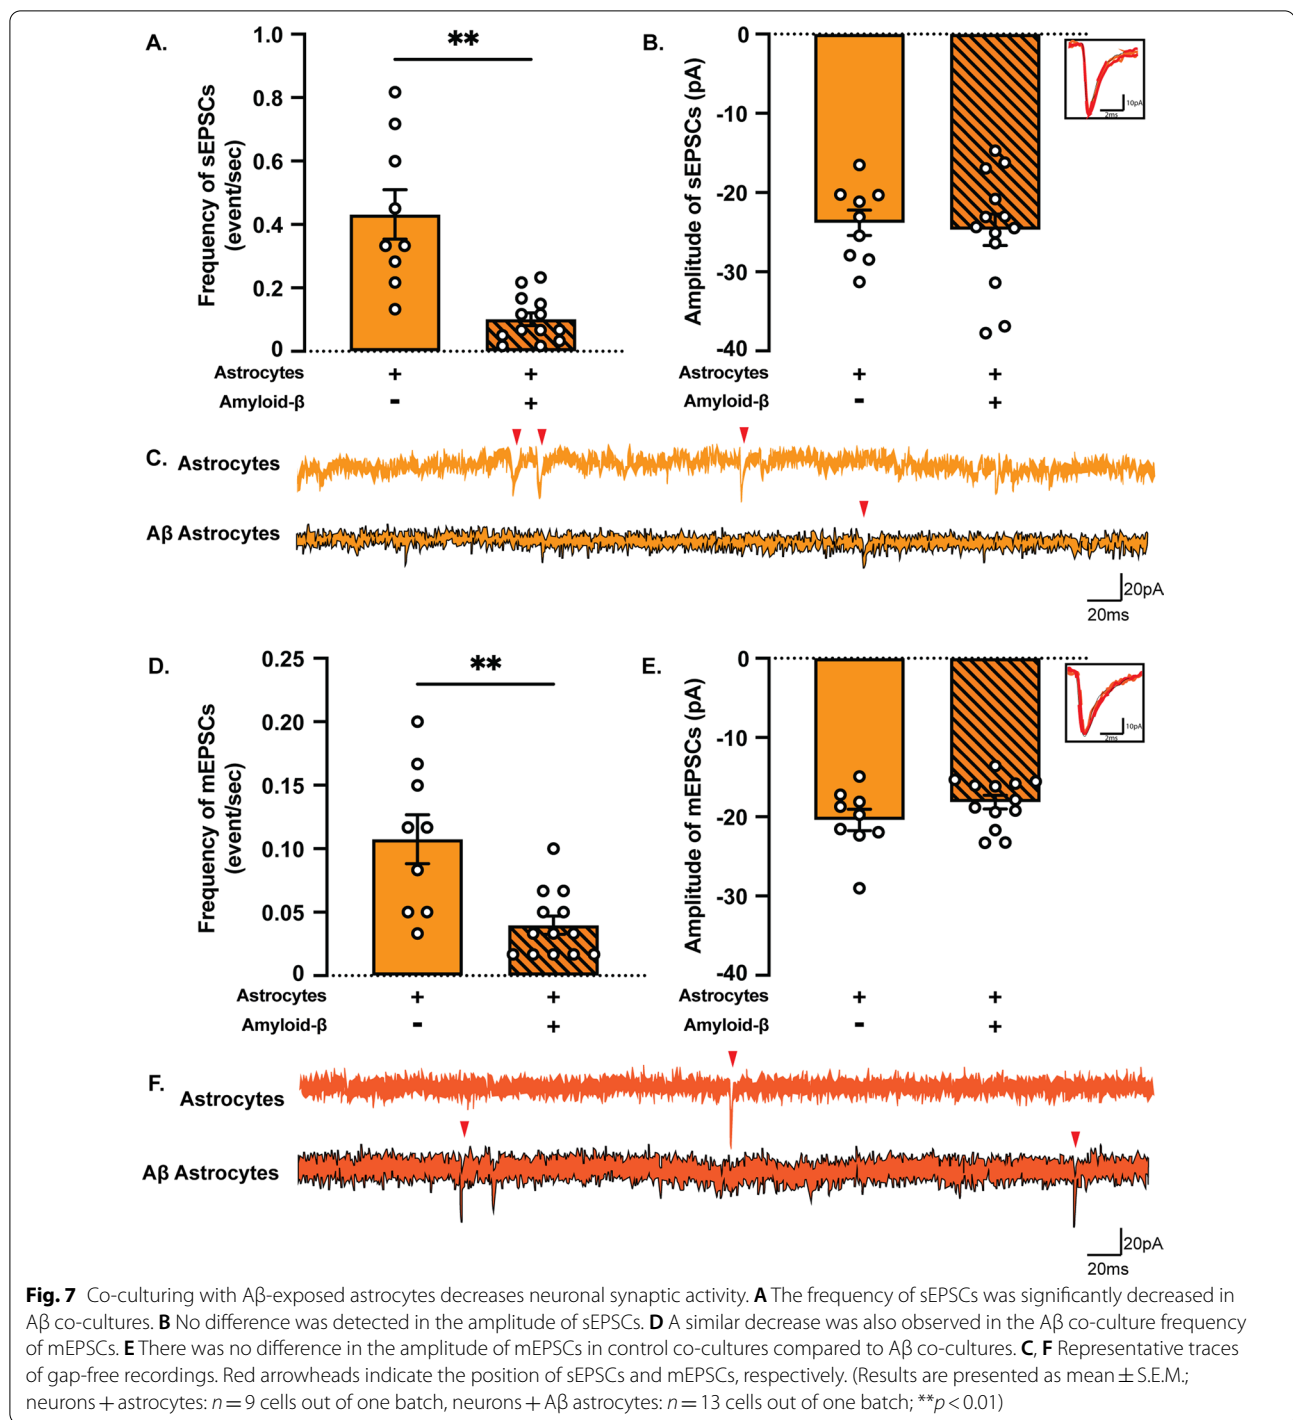 A.
1.0
0.8
0.6
0.4
0.2
0
Frequency of sEPSCs
(event/sec)
**
Astrocytes + +
Amyloid-β - +
B.
0
-10
-20
-30
-40
Amplitude of sEPSCs (pA)
10pA
2ms
Astrocytes + +
Amyloid-β - +
C. Astrocytes
Aβ Astrocytes
20pA
20ms
D.
0.25
0.20
0.15
0.10
0.05
0
Frequency of mEPSCs
(event/sec)
**
Astrocytes + +
Amyloid-β - +
E.
0
-10
-20
-30
-40
Amplitude of mEPSCs (pA)
10pA
2ms
Astrocytes + +
Amyloid-β - +
F.
Astrocytes
Aβ Astrocytes
20pA
20ms
Fig. 7 Co-culturing with Aβ-exposed astrocytes decreases neuronal synaptic activity. A The frequency of sEPSCs was significantly decreased in
Aβ co-cultures. B No difference was detected in the amplitude of sEPSCs. D A similar decrease was also observed in the Aβ co-culture frequency
of mEPSCs. E There was no difference in the amplitude of mEPSCs in control co-cultures compared to Aβ co-cultures. C, F Representative traces
of gap-free recordings. Red arrowheads indicate the position of sEPSCs and mEPSCs, respectively. (Results are presented as mean ± S.E.M.;
neurons + astrocytes: n = 9 cells out of one batch, neurons + Aβ astrocytes: n = 13 cells out of one batch; **p < 0.01)